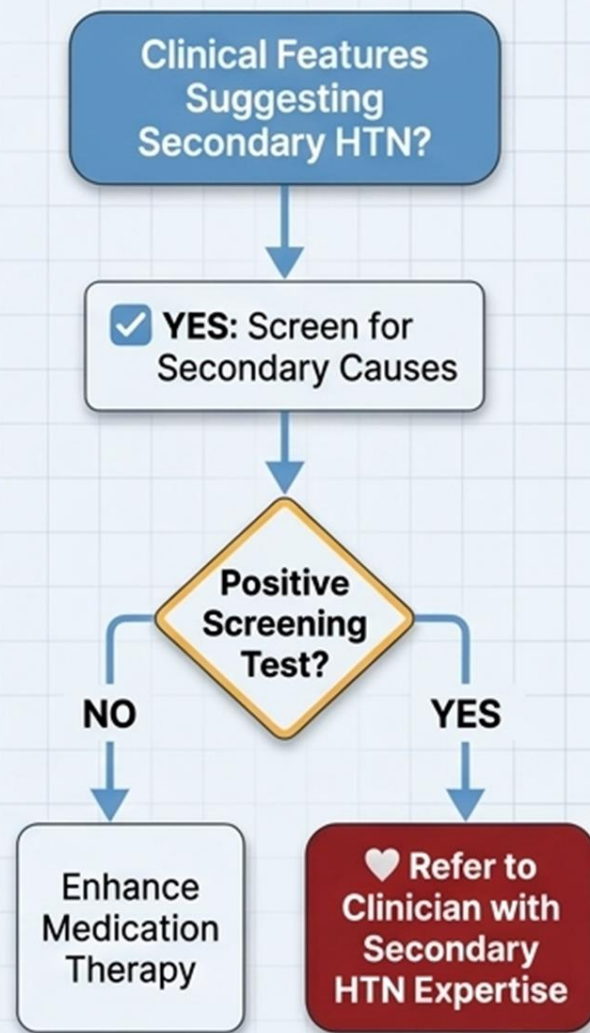 Clinical Features
Suggesting
Secondary HTN?
YES: Screen for
Secondary Causes
Positive
Screening
Test?
NO
YES
Enhance
Medication
Therapy
Refer to
Clinician with
Secondary
HTN Expertise